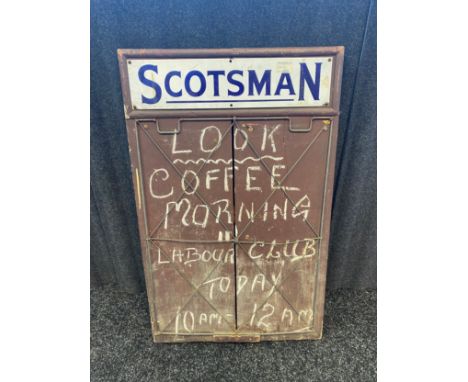 SCOTSMAN
LOOK
COFFEE
MORNING
IN
LABOUR CLUB
TODAY
10AM - 12AM